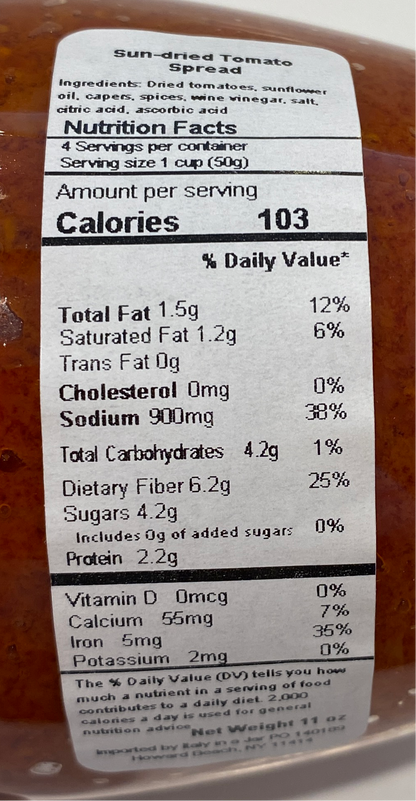 Sun-dried Tomato
Spread
Ingredients: Dried tomatoes, sunflower
oil, capers, spices, wine vinegar, salt,
citric acid, ascorbic acid
Nutrition Facts
4 Servings per container
Serving size 1 cup (50g)
Amount per serving
Calories 103
% Daily Value*
Total Fat 1.5g 12%
Saturated Fat 1.2g 6%
Trans Fat 0g
Cholesterol 0mg 0%
Sodium 900mg 38%
Total Carbohydrates 4.2g 1%
Dietary Fiber 6.2g 25%
Sugars 4.2g
Includes 0g of added sugars 0%
Protein 2.2g
Vitamin D 0mcg 0%
Calcium 55mg 7%
Iron 5mg 35%
Potassium 2mg 0%
The % Daily Value (DV) tells you how
much a nutrient in a serving of food
contributes to a daily diet. 2,000
calories a day is used for general
nutrition advice
Net Weight 11 oz
Imported by Italy in a Jar PO
Howard Beach, NY 11414